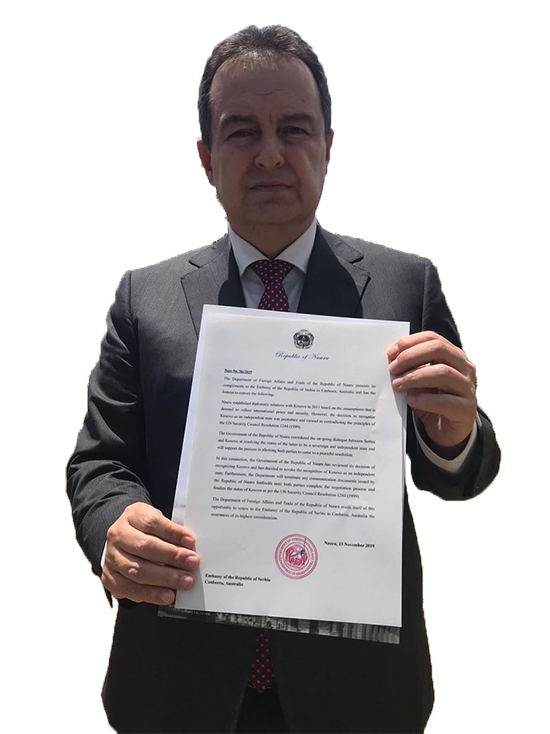 Republic of Nauru
Note No.782/2019
The Department of Foreign Affairs and Trade of the Republic of Nauru presents its
compliments to the Embassy of the Republic of Serbia in Canberra, Australia and has the
honour to convey the following.
Nauru established diplomatic relations with Kosovo in 2011 based on the assumptions that it
deemed to reflect international peace and security. However, the decision to recognise
Kosovo as an independent state was premature and viewed as contradicting the principles of
the UN Security Council Resolution 1244 (1999).
The Government of the Republic of Nauru considered the on-going dialogue between Serbia
and Kosovo at resolving the status of the latter to be a sovereign and independent state and
will support the process in allowing both parties to come to a peaceful resolution.
In this connection, the Government of the Republic of Nauru has reviewed its decision of
recognizing Kosovo and has decided to revoke the recognition of Kosovo as an independent
state. Furthermore, the Department will terminate any communication documents issued by
the Republic of Nauru forthwith until both parties complete the negotiation process and
finalise the status of Kosovo as per the UN Security Council Resolution 1244 (1999).
The Department of Foreign Affairs and Trade of the Republic of Nauru avails itself of this
opportunity to renew to the Embassy of the Republic of Serbia in Canberra, Australia the
assurances of its highest consideration.
Nauru, 13 November 2019
Embassy of the Republic of Serbia
Canberra, Australia